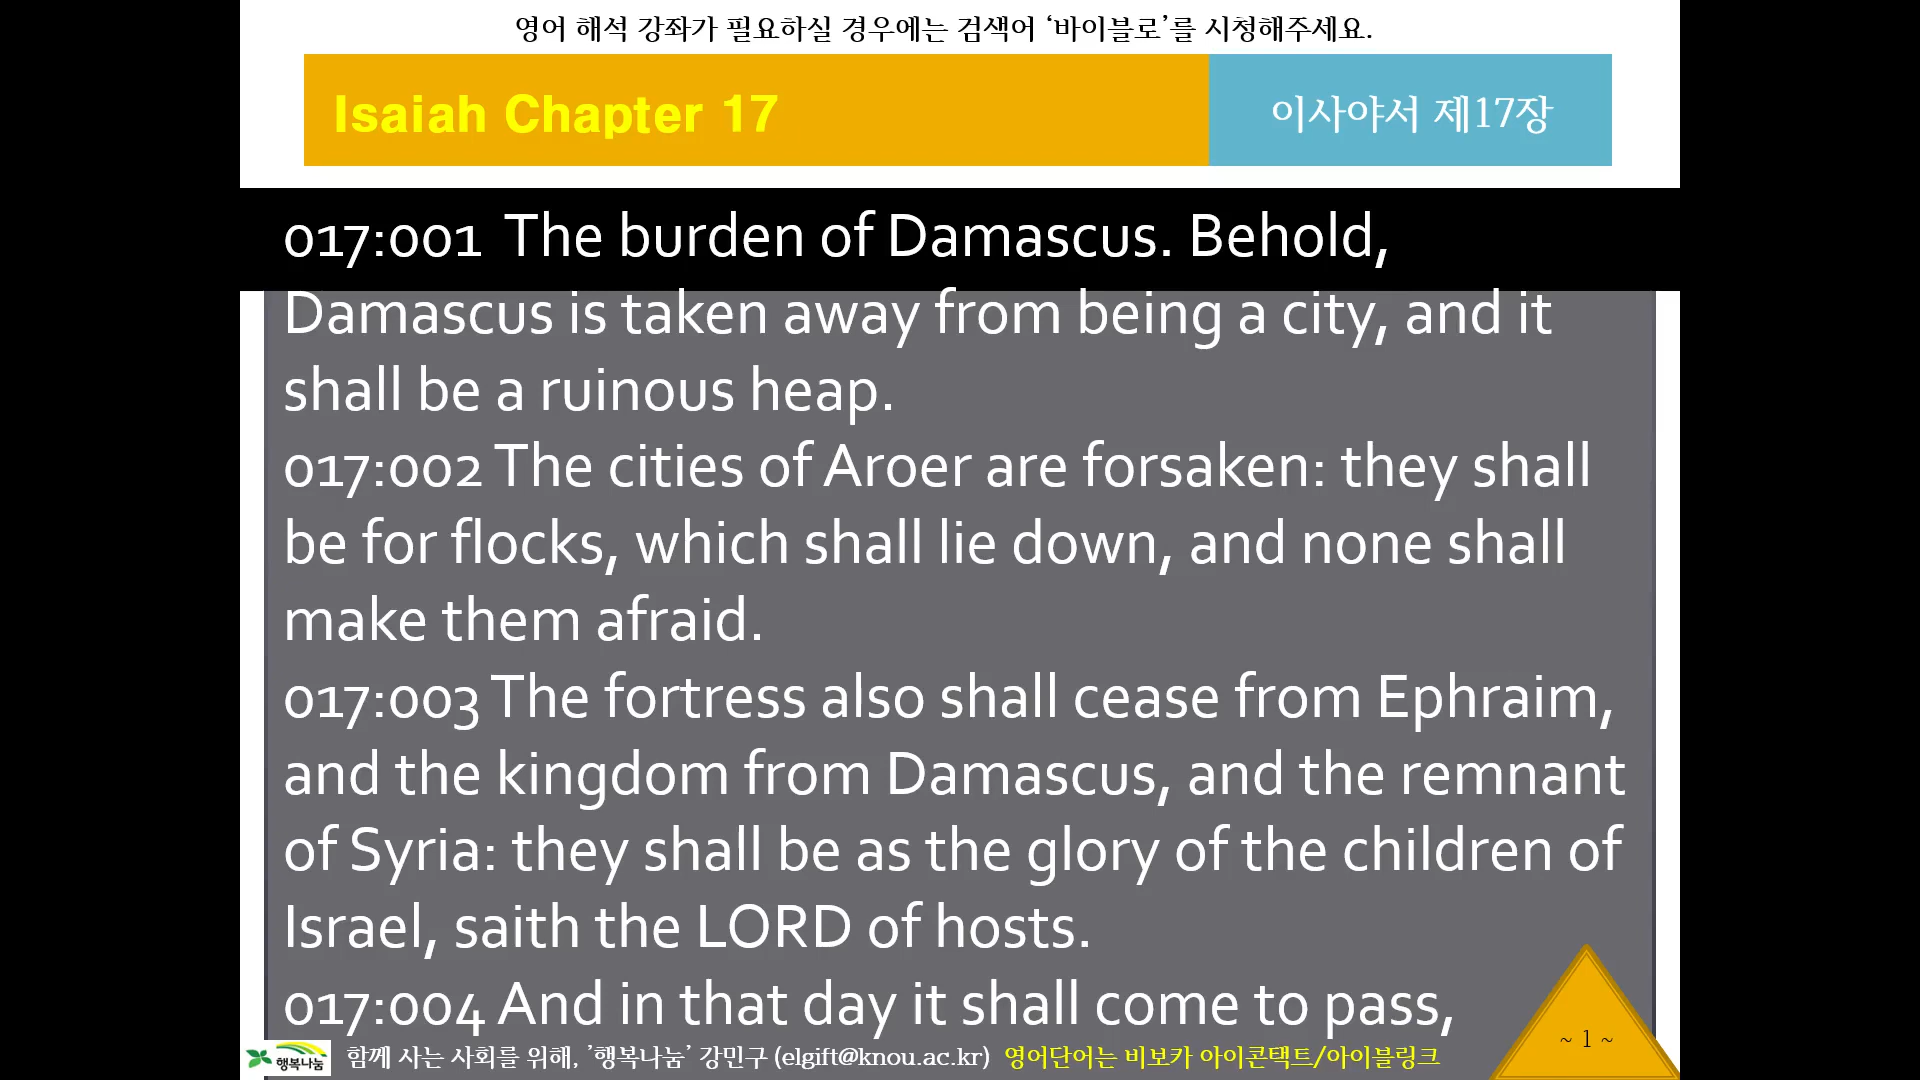 영어 해석 강좌가 필요하실 경우에는 검색어 ‘바이블로’를 시청해주세요.
Isaiah Chapter 17
이사야서 제17장
017:001 The burden of Damascus. Behold,
Damascus is taken away from being a city, and it
shall be a ruinous heap.
017:002 The cities of Aroer are forsaken: they shall
be for flocks, which shall lie down, and none shall
make them afraid.
017:003 The fortress also shall cease from Ephraim,
and the kingdom from Damascus, and the remnant
of Syria: they shall be as the glory of the children of
Israel, saith the LORD of hosts.
017:004 And in that day it shall come to pass,
~ 1 ~
행복나눔
함께 사는 사회를 위해, ’행복나눔’ 강민구 (elgift@knou.ac.kr) 영어단어는 비보카 아이콘택트/아이블링크